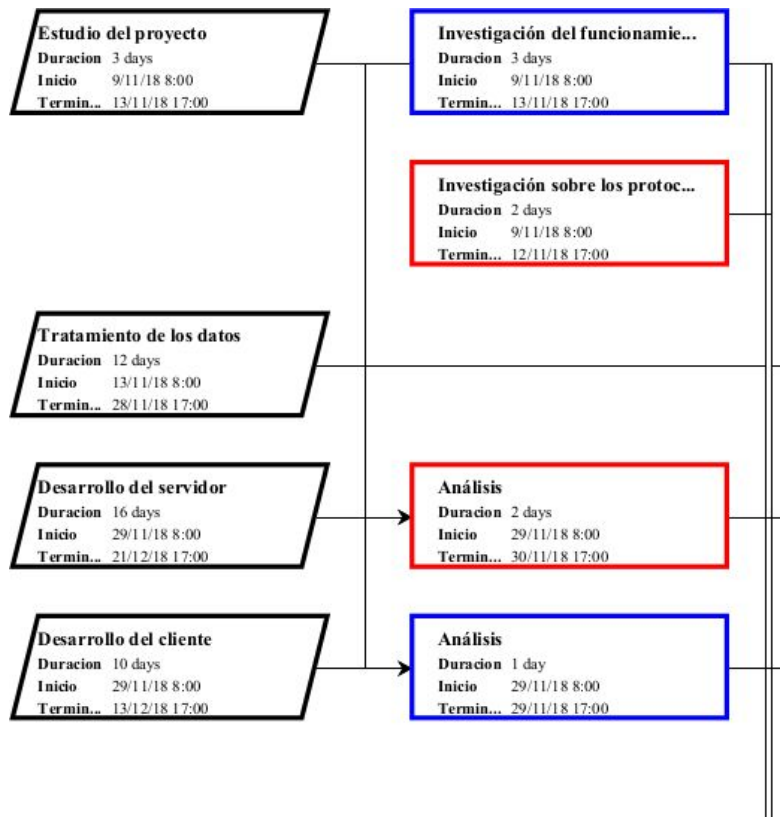 Estudio del proyecto
Duracion 3 days
Inicio 9/11/18 8:00
Termin... 13/11/18 17:00
Investigación del funcionamie...
Duracion 3 days
Inicio 9/11/18 8:00
Termin... 13/11/18 17:00
Investigación sobre los protoc...
Duracion 2 days
Inicio 9/11/18 8:00
Termin... 12/11/18 17:00
Tratamiento de los datos
Duracion 12 days
Inicio 13/11/18 8:00
Termin... 28/11/18 17:00
Desarrollo del servidor
Duracion 16 days
Inicio 29/11/18 8:00
Termin... 21/12/18 17:00
Análisis
Duracion 2 days
Inicio 29/11/18 8:00
Termin... 30/11/18 17:00
Desarrollo del cliente
Duracion 10 days
Inicio 29/11/18 8:00
Termin... 13/12/18 17:00
Análisis
Duracion 1 day
Inicio 29/11/18 8:00
Termin... 29/11/18 17:00